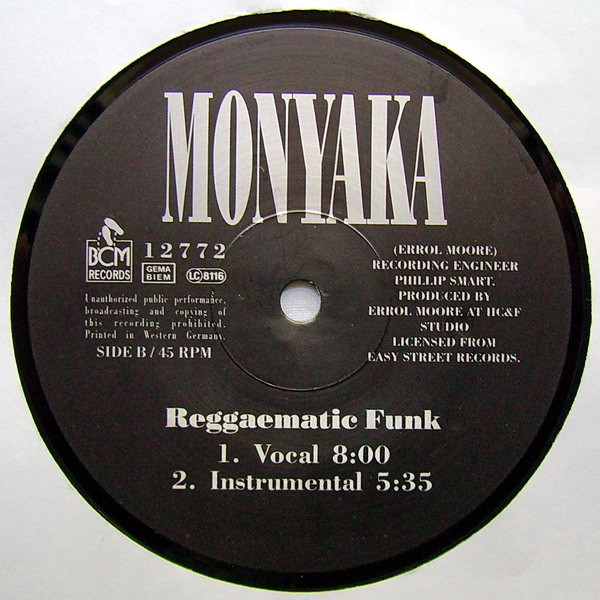 MONYAKA
BCM
RECORDS
12772
GEMA
BIEM
LC 8116
Unauthorized public performance,
broadcasting and copying of
this recording prohibited.
Printed in Western Germany.
SIDE B / 45 RPM
(ERROL MOORE)
RECORDING ENGINEER
PHILLIP SMART.
PRODUCED BY
ERROL MOORE AT HC&F
STUDIO
LICENSED FROM
EASY STREET RECORDS.
Reggaematic Funk
1. Vocal 8:00
2. Instrumental 5:35